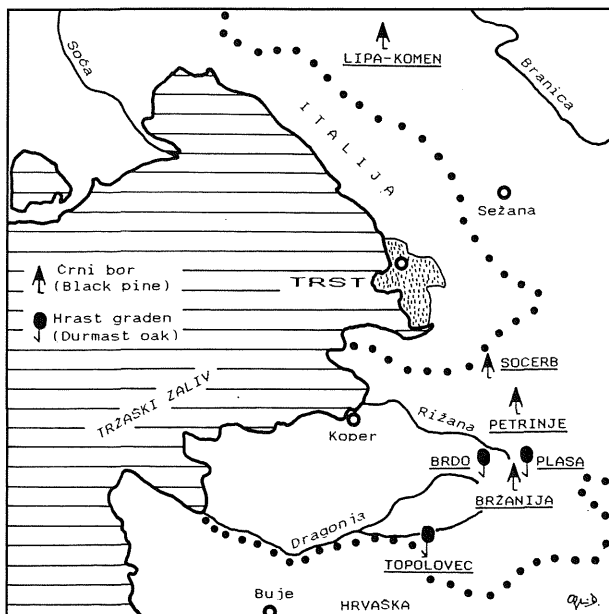 Soča
LIPA-KOMEN
Branica
ITALIJA
Sežana
Črni bor
(Black pine)
TRST
Hrast graden
(Durmast oak)
SOCERB
TRŽAŠKI ZALIV
PETRINJE
Rižana
Koper
BRDO
PLASA
BRŽANIJA
Dragonja
TOPOLOVEC
Buje
HRVAŠKA